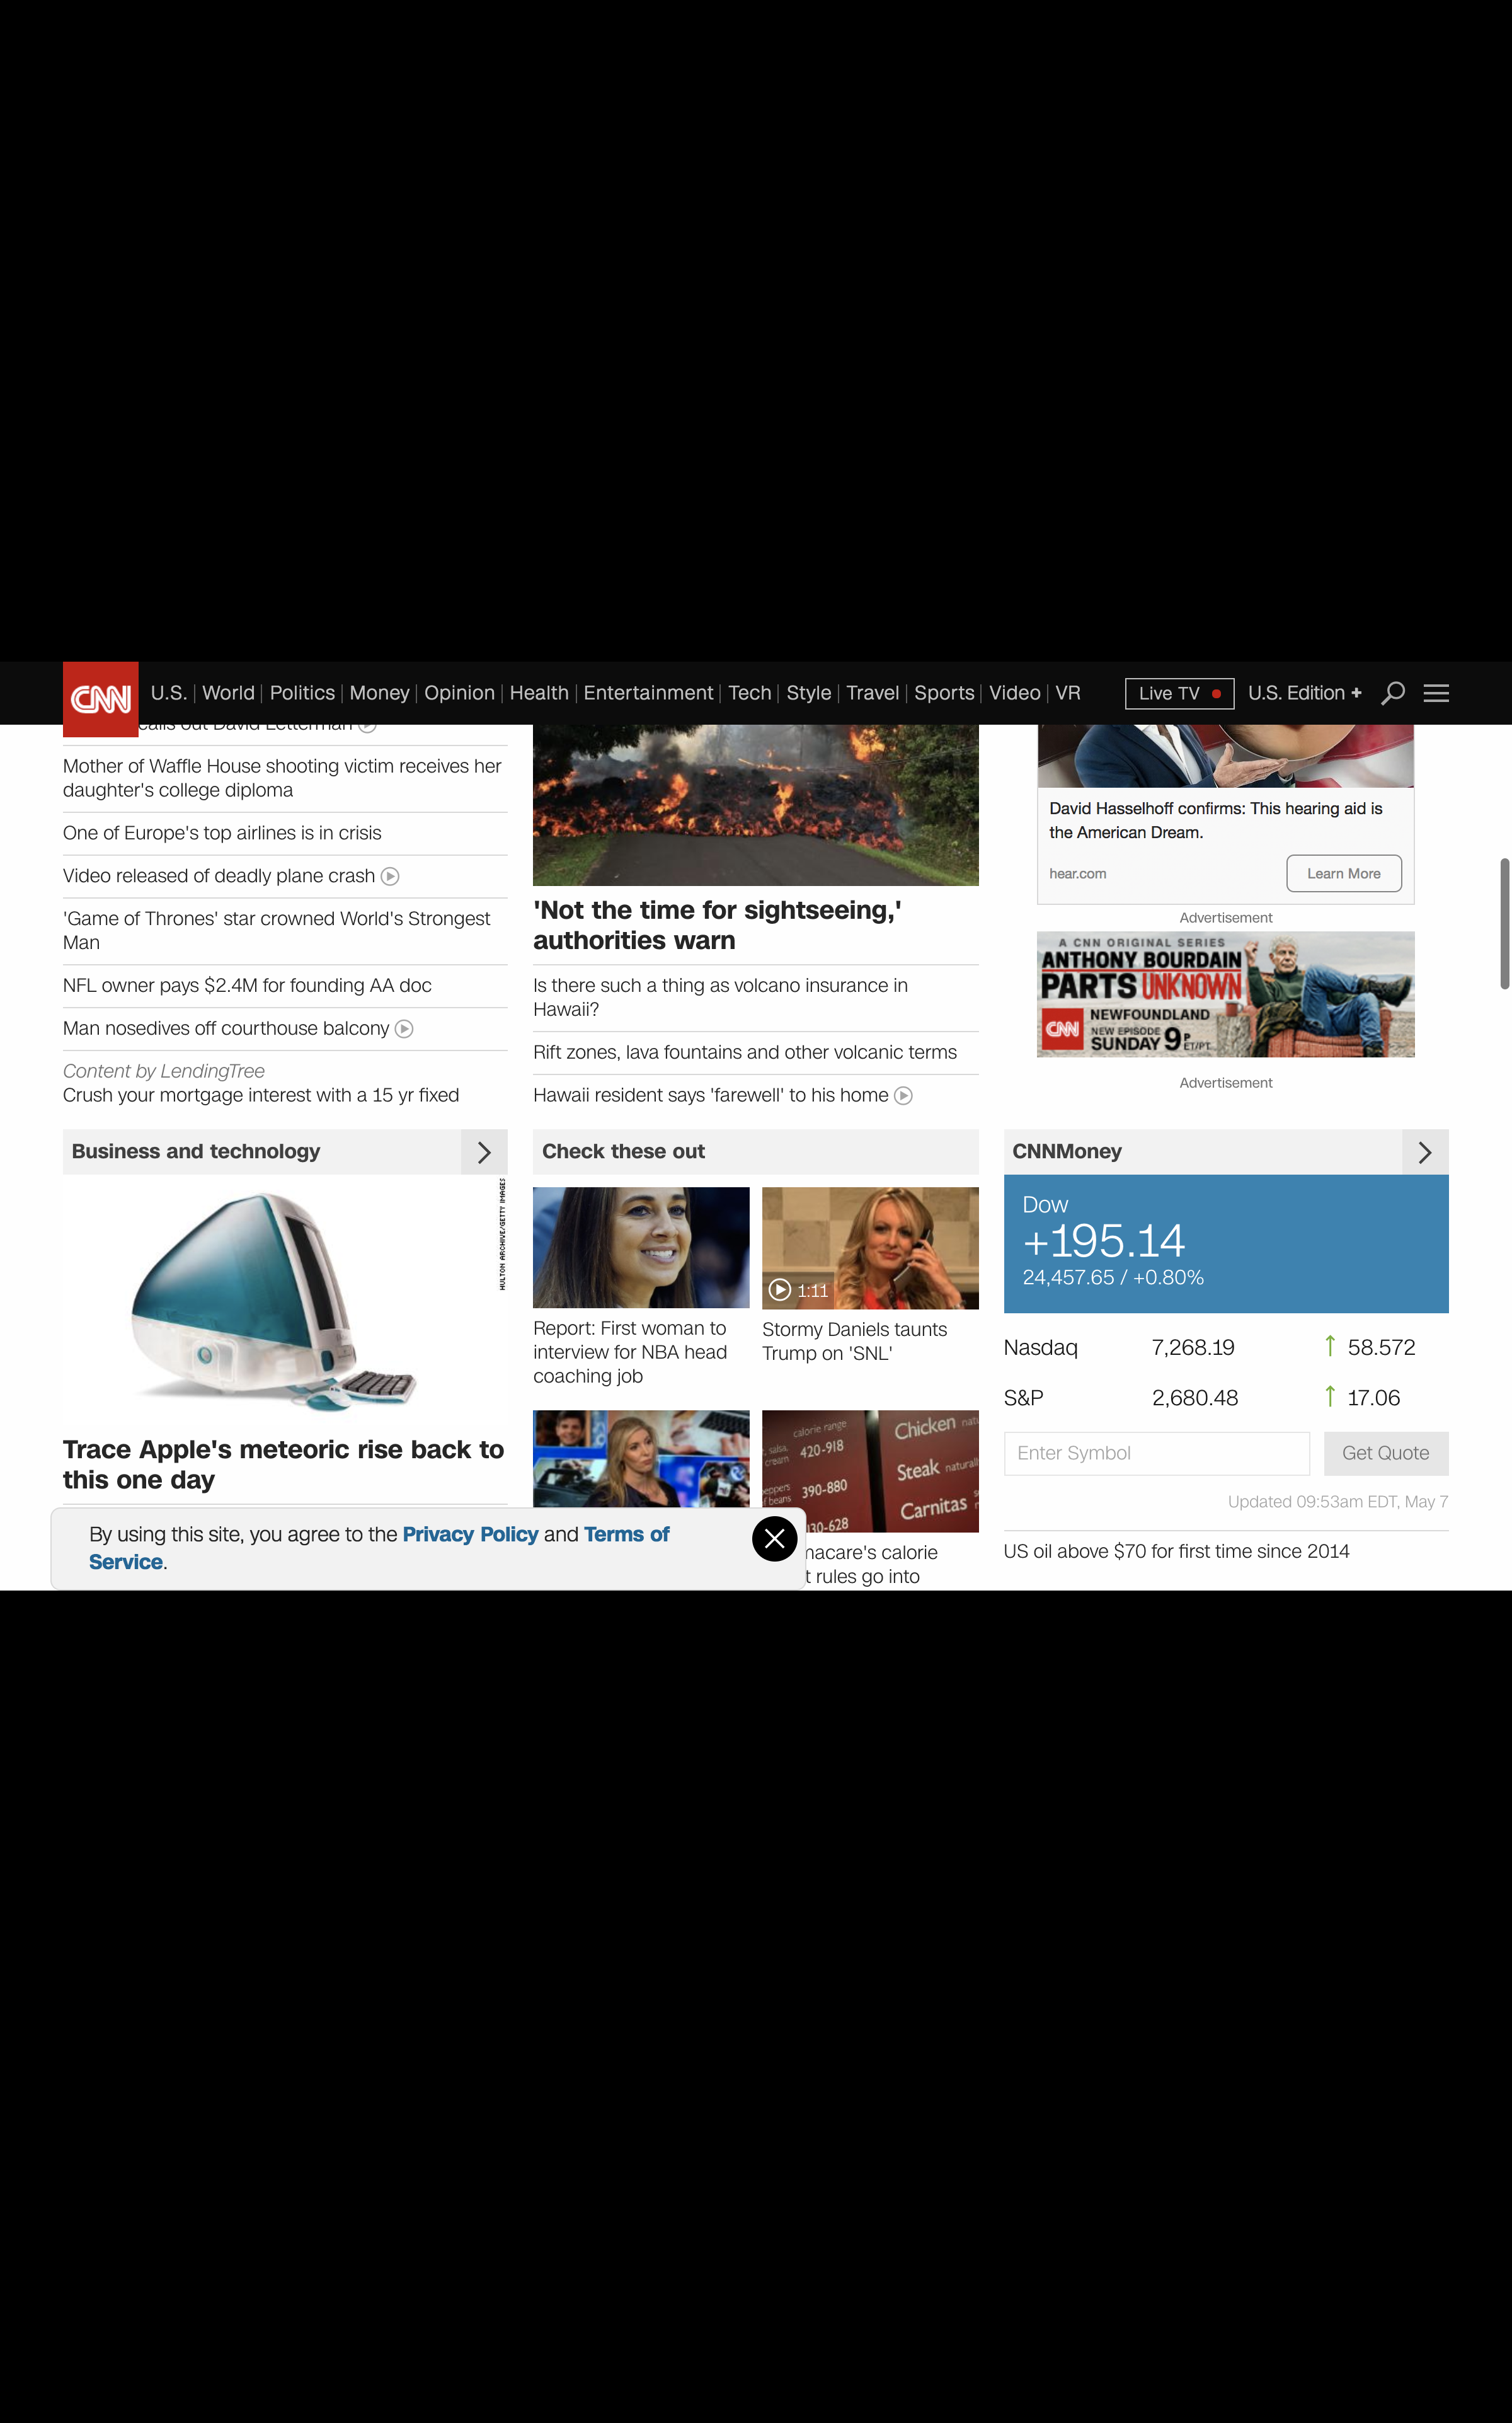 CNN
U.S. | World | Politics | Money | Opinion | Health | Entertainment | Tech | Style | Travel | Sports | Video | VR
Live TV
U.S. Edition +
calls out David Letterman
Mother of Waffle House shooting victim receives her
daughter's college diploma
One of Europe's top airlines is in crisis
Video released of deadly plane crash
'Game of Thrones' star crowned World's Strongest
Man
NFL owner pays $2.4M for founding AA doc
Man nosedives off courthouse balcony
Content by LendingTree
Crush your mortgage interest with a 15 yr fixed
'Not the time for sightseeing,'
authorities warn
Is there such a thing as volcano insurance in
Hawaii?
Rift zones, lava fountains and other volcanic terms
Hawaii resident says 'farewell' to his home
David Hasselhoff confirms: This hearing aid is
the American Dream.
hear.com
Learn More
Advertisement
A CNN ORIGINAL SERIES
ANTHONY BOURDAIN
PARTS UNKNOWN
CNN
NEWFOUNDLAND
NEW EPISODE
SUNDAY 9P ET/PT
Advertisement
Business and technology
HULTON ARCHIVE/GETTY IMAGES
Trace Apple's meteoric rise back to
this one day
Check these out
Report: First woman to
interview for NBA head
coaching job
1:11
Stormy Daniels taunts
Trump on 'SNL'
calorie range
salsa,
cream
420-918
Chicken
390-880
Steak
of beans
Carnitas
30-628
macare's calorie
t rules go into
CNNMoney
Dow
+195.14
24,457.65 / +0.80%
Nasdaq 7,268.19 ↑ 58.572
S&P 2,680.48 ↑ 17.06
Enter Symbol
Get Quote
Updated 09:53am EDT, May 7
US oil above $70 for first time since 2014
By using this site, you agree to the Privacy Policy and Terms of
Service.